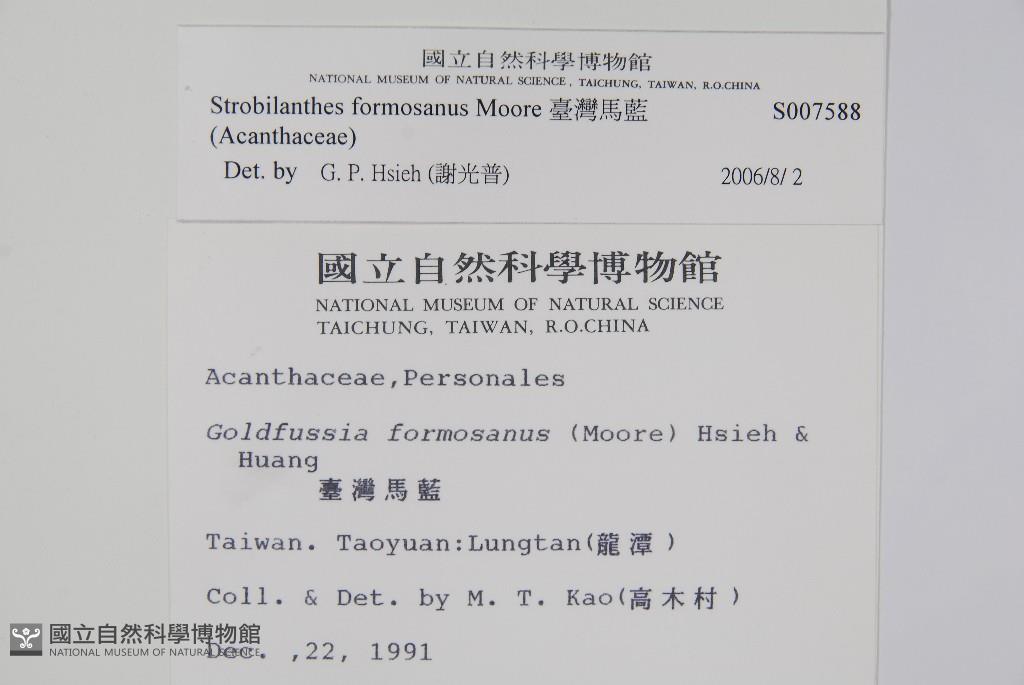 國立自然科學博物館
NATIONAL MUSEUM OF NATURAL SCIENCE, TAICHUNG, TAIWAN, R.O.CHINA
Strobilanthes formosanus Moore 臺灣馬藍 S007588
(Acanthaceae)
Det. by G. P. Hsieh (謝光普) 2006/8/ 2
國立自然科學博物館
NATIONAL MUSEUM OF NATURAL SCIENCE
TAICHUNG, TAIWAN, R.O.CHINA
Acanthaceae,Personales
Goldfussia formosanus (Moore) Hsieh &
Huang
臺灣馬藍
Taiwan. Taoyuan:Lungtan(龍潭 )
Coll. & Det. by M. T. Kao(高木村 )
Dec. ,22, 1991
國立自然科學博物館
NATIONAL MUSEUM OF NATURAL SCIENCE